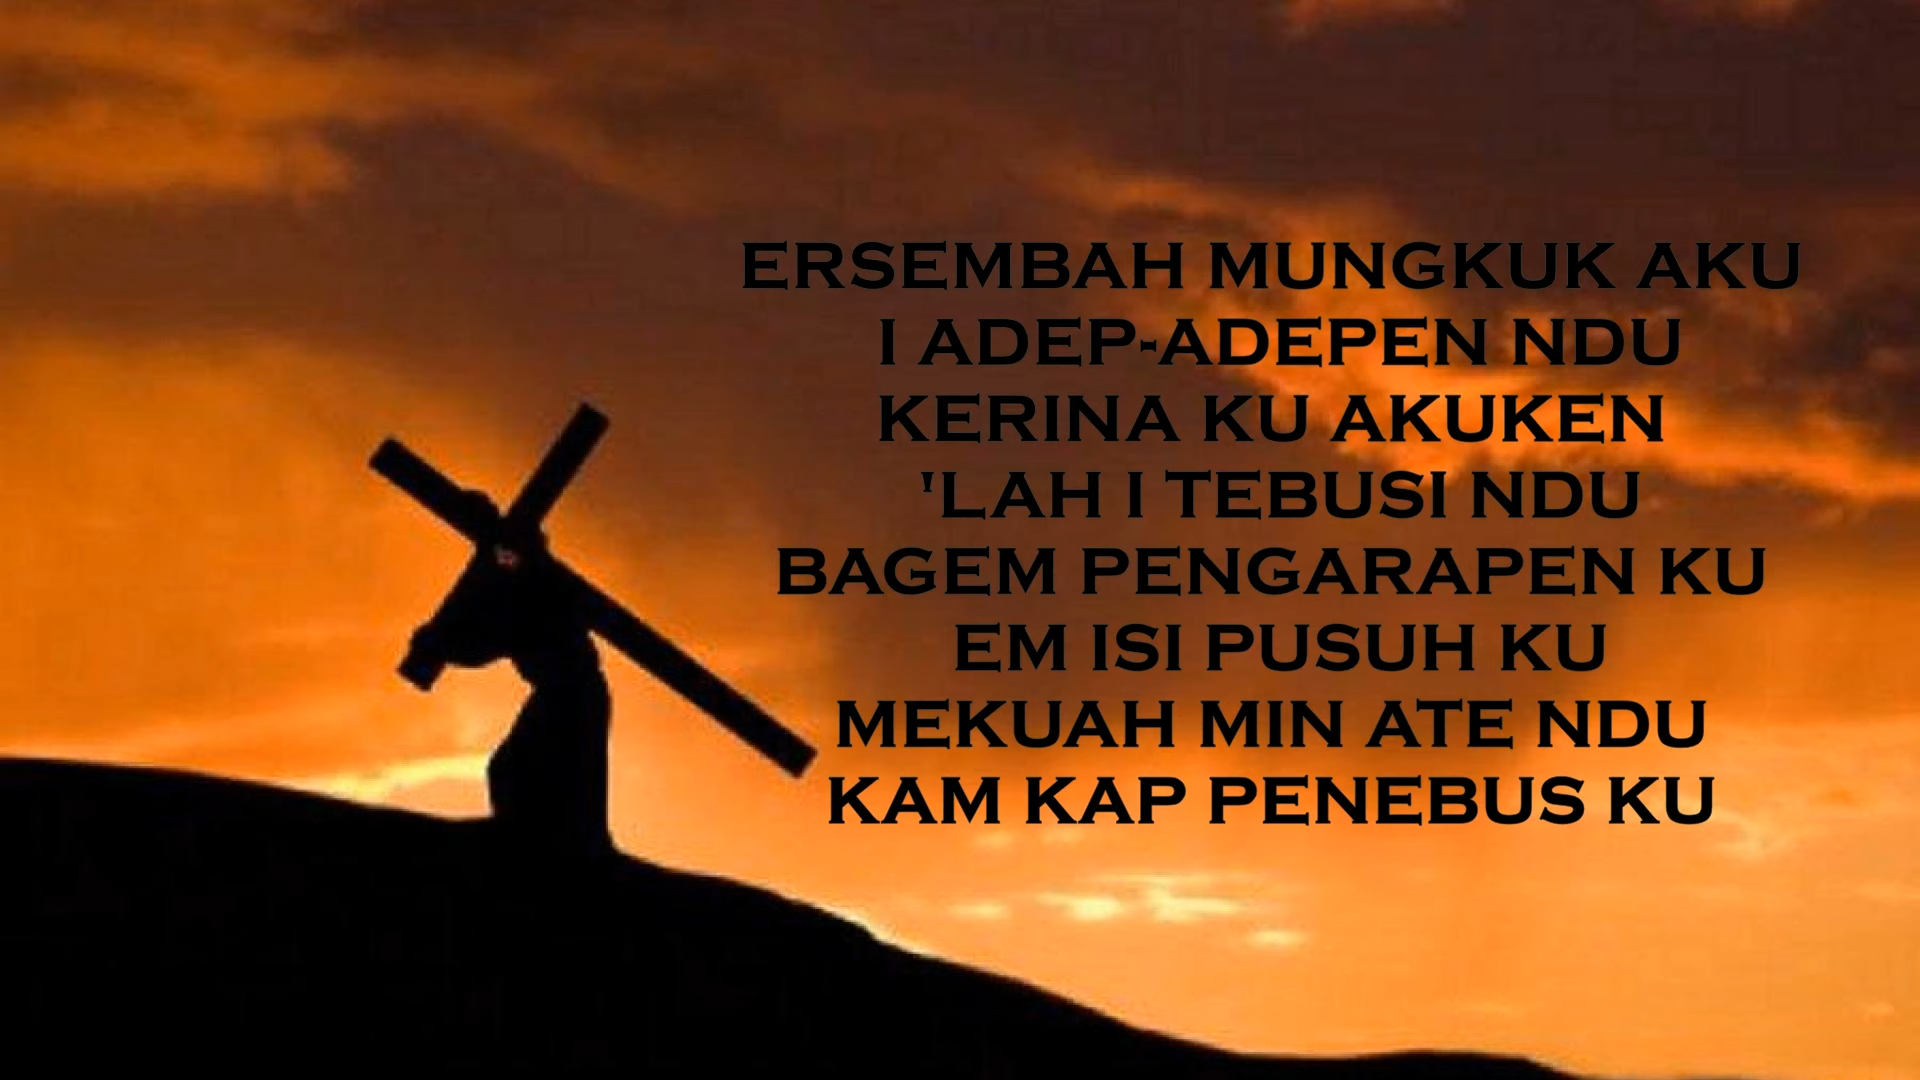 ERSEMBAH MUNGKUK AKU
I ADEP-ADEPEN NDU
KERINA KU AKUKEN
'LAH I TEBUSI NDU
BAGEM PENGARAPEN KU
EM ISI PUSUH KU
MEKUAH MIN ATE NDU
KAM KAP PENEBUS KU